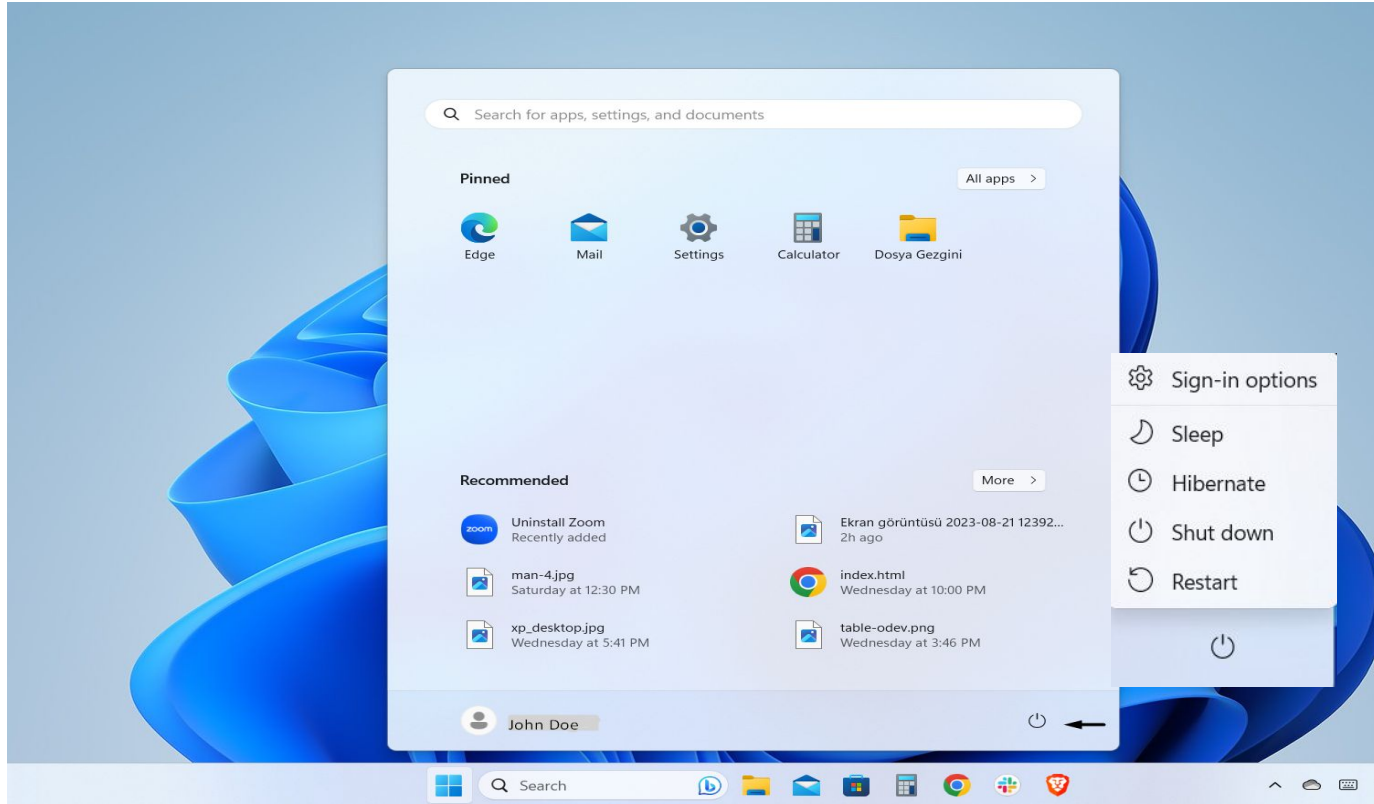 Search for apps, settings, and documents
Pinned
All apps
Edge
Mail
Settings
Calculator
Dosya Gezgini
Recommended
More
zoom
Uninstall Zoom
Recently added
Ekran görüntüsü 2023-08-21 12392...
2h ago
man-4.jpg
Saturday at 12:30 PM
index.html
Wednesday at 10:00 PM
xp_desktop.jpg
Wednesday at 5:41 PM
table-odev.png
Wednesday at 3:46 PM
Sign-in options
Sleep
Hibernate
Shut down
Restart
John Doe
Search